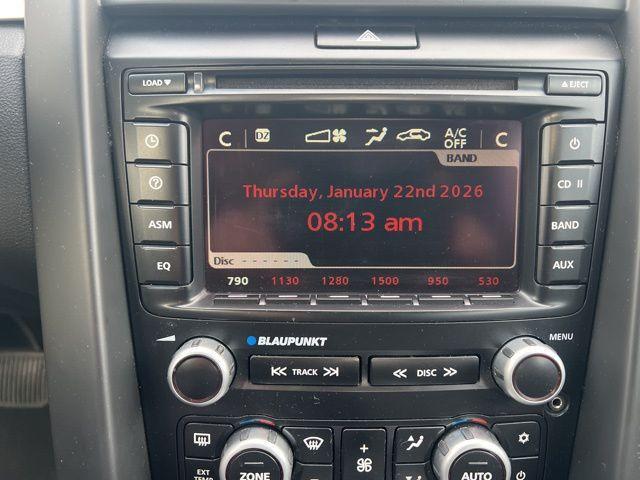 LOAD
EJECT
C DZ A/C OFF C
BAND
Thursday, January 22nd 2026
08:13 am
Disc ------
790 1130 1280 1500 950 530
?
ASM
EQ
CD II
BAND
AUX
BLAUPUNKT
MENU
TRACK
DISC
EXT TEMP
ZONE
+
AUTO